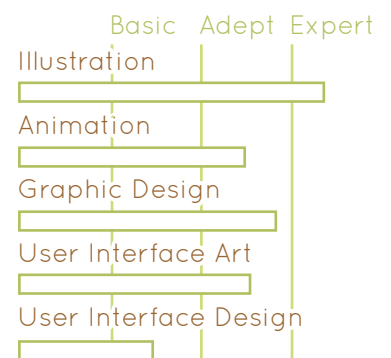 Basic Adept Expert
Illustration
Animation
Graphic Design
User Interface Art
User Interface Design